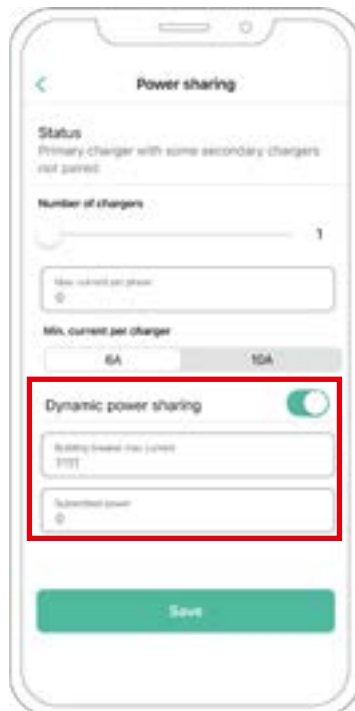 Power sharing
Status
Primary charger with some secondary chargers
not paired
Number of chargers
1
Max. current per phase
0
Min. current per charger
6A
10A
Dynamic power sharing
Building breaker max current
Submitted power
0
Save